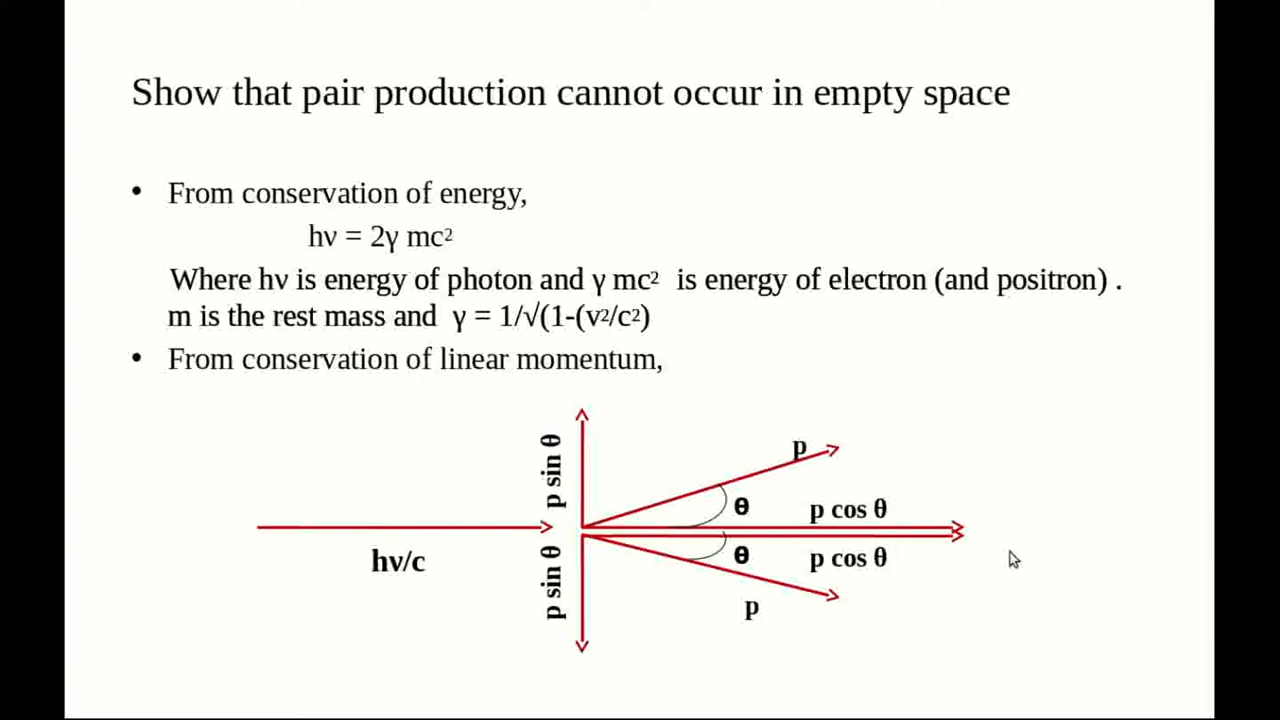 Show that pair production cannot occur in empty space
• From conservation of energy,
hν = 2γ mc²
Where hν is energy of photon and γ mc² is energy of electron (and positron) .
m is the rest mass and γ = 1/√(1-(v²/c²)
• From conservation of linear momentum,
p sin θ
p
θ
p cos θ
hν/c
p sin θ
θ
p cos θ
p